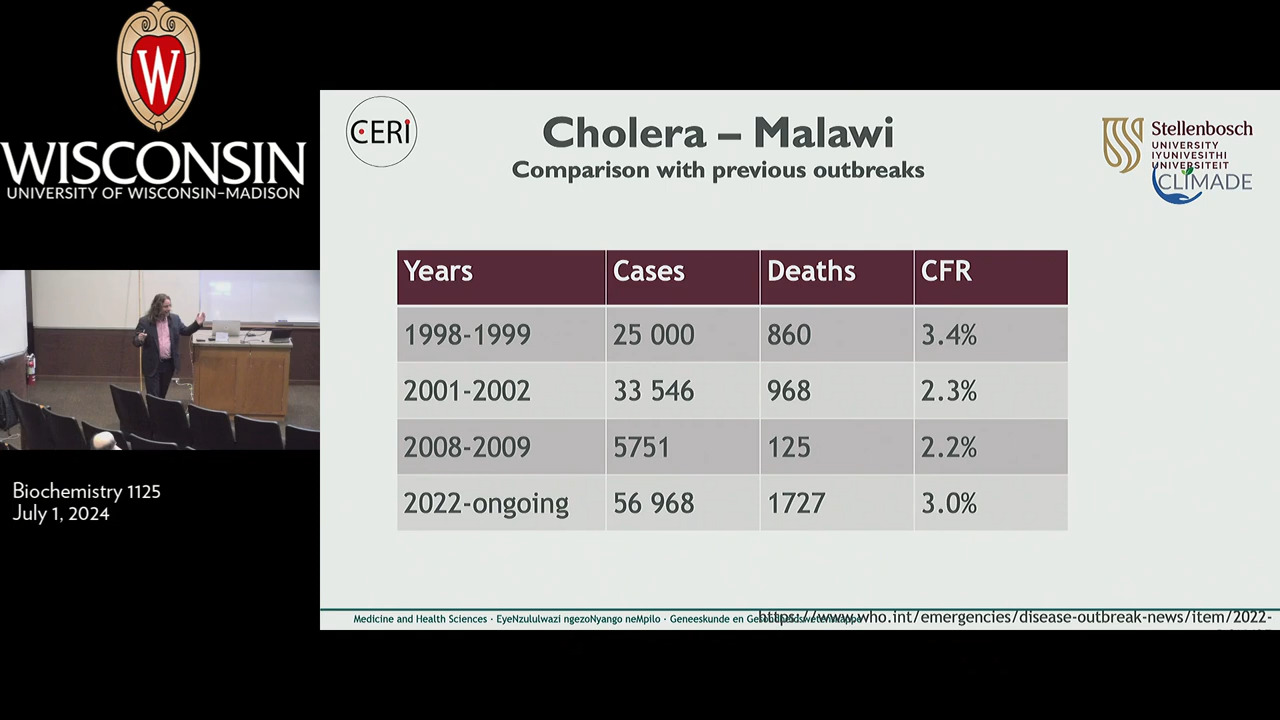 W
WISCONSIN
UNIVERSITY OF WISCONSIN–MADISON
Biochemistry 1125
July 1, 2024
CERI
Cholera – Malawi
Comparison with previous outbreaks
Stellenbosch
UNIVERSITY
IYUNIVESITHI
UNIVERSITEIT
CLIMADE
Years Cases Deaths CFR
1998-1999 25 000 860 3.4%
2001-2002 33 546 968 2.3%
2008-2009 5751 125 2.2%
2022-ongoing 56 968 1727 3.0%
Medicine and Health Sciences · EyeNzululwazi ngezoNyango neMpilo · Geneeskunde en Gesondheidswetenskappe
https://www.who.int/emergencies/disease-outbreak-news/item/2022-